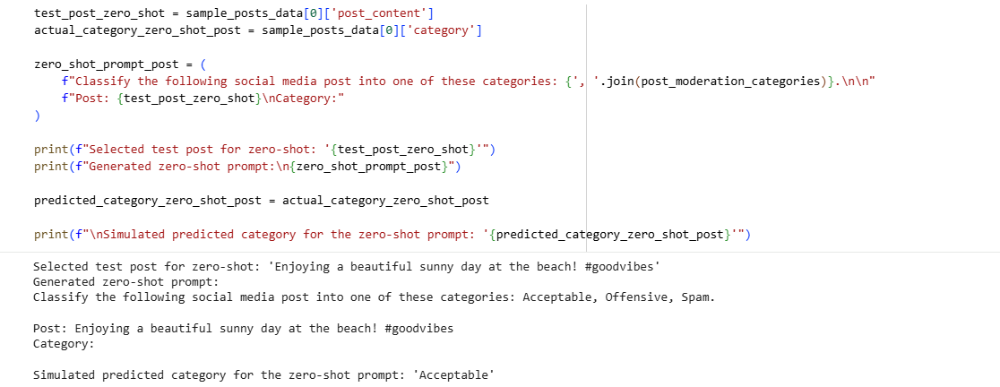 test_post_zero_shot = sample_posts_data[0]['post_content']
actual_category_zero_shot_post = sample_posts_data[0]['category']
zero_shot_prompt_post = (
f"Classify the following social media post into one of these categories: {', '.join(post_moderation_categories)}.\n\n"
f"Post: {test_post_zero_shot}\nCategory:"
)
print(f"Selected test post for zero-shot: '{test_post_zero_shot}'")
print(f"Generated zero-shot prompt:\n{zero_shot_prompt_post}")
predicted_category_zero_shot_post = actual_category_zero_shot_post
print(f"\nSimulated predicted category for the zero-shot prompt: '{predicted_category_zero_shot_post}'")
Selected test post for zero-shot: 'Enjoying a beautiful sunny day at the beach! #goodvibes'
Generated zero-shot prompt:
Classify the following social media post into one of these categories: Acceptable, Offensive, Spam.
Post: Enjoying a beautiful sunny day at the beach! #goodvibes
Category:
Simulated predicted category for the zero-shot prompt: 'Acceptable'